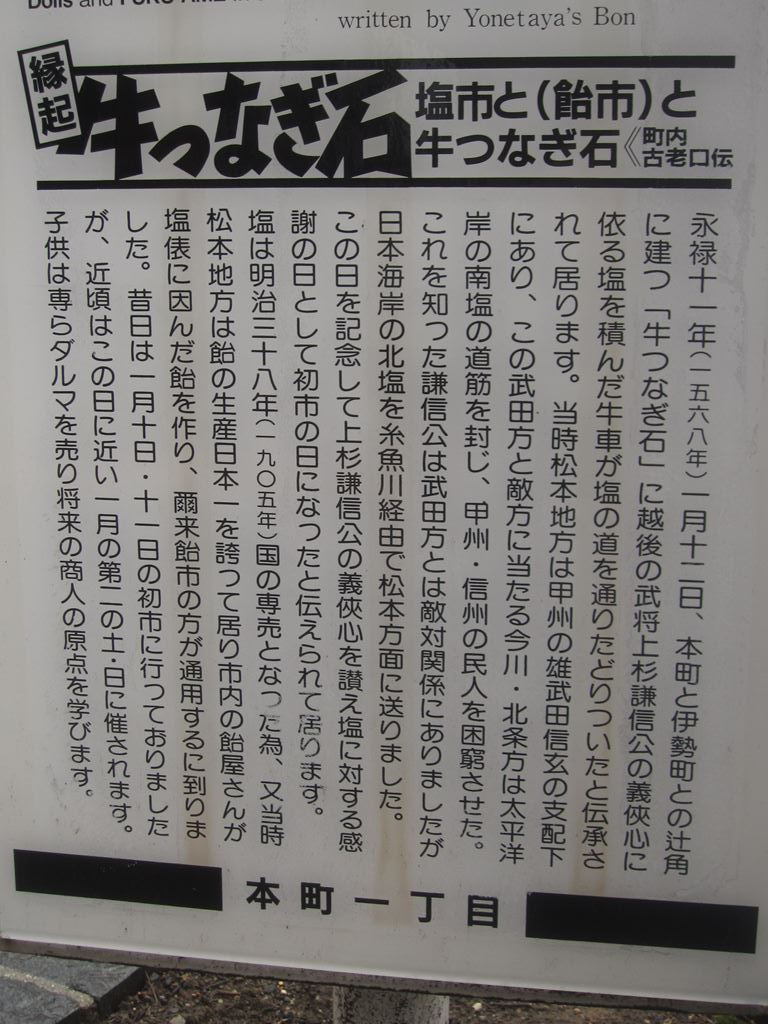 Dolls and
written by Yonetaya's Bon
縁起
牛つなぎ石
塩市と(飴市)と
牛つなぎ石《町内古老口伝
永禄十一年(一五六八年)一月十二日、本町と伊勢町との辻角
に建つ「牛つなぎ石」に越後の武将上杉謙信公の義俠心に
依る塩を積んだ牛車が塩の道を通りたどりついたと伝承さ
れて居ります。当時松本地方は甲州の雄武田信玄の支配下
にあり、この武田方と敵方に当たる今川・北条方は太平洋
岸の南塩の道筋を封じ、甲州・信州の民人を困窮させた。
これを知った謙信公は武田方とは敵対関係にありましたが
日本海岸の北塩を糸魚川経由で松本方面に送りました。
この日を記念して上杉謙信公の義俠心を讃え塩に対する感
謝の日として初市の日になったと伝えられて居ります。
塩は明治三十八年(一九〇五年)国の専売となった為、又当時
松本地方は飴の生産日本一を誇って居り市内の飴屋さんが
塩俵に因んだ飴を作り、爾来飴市の方が通用するに到りま
した。昔日は一月十日・十一日の初市に行っておりました
が、近頃はこの日に近い一月の第二の土・日に催されます。
子供は専らダルマを売り将来の商人の原点を学びます。
本町一丁目